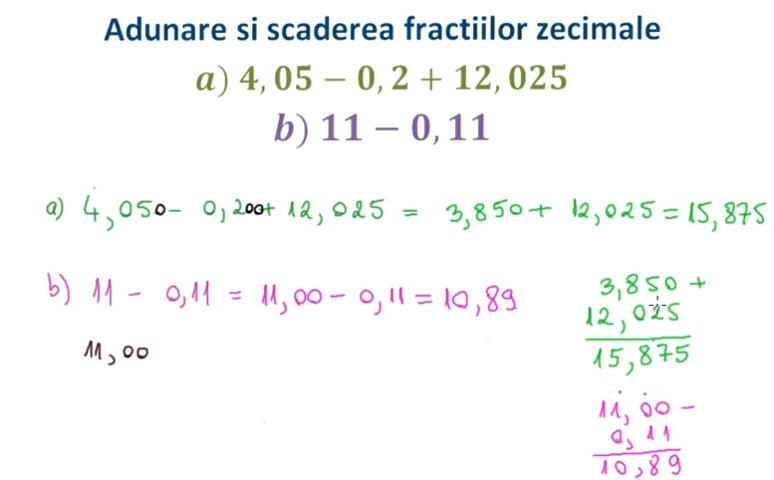 Adunare si scaderea fractiilor zecimale
a) 4,05 − 0,2 + 12,025
b) 11 − 0,11
a) 4,050 − 0,200 + 12,025 = 3,850 + 12,025 = 15,875
b) 11 − 0,11 = 11,00 − 0,11 = 10,89
11,00
3,850 +
12,025
15,875
11,00 −
0,11
10,89